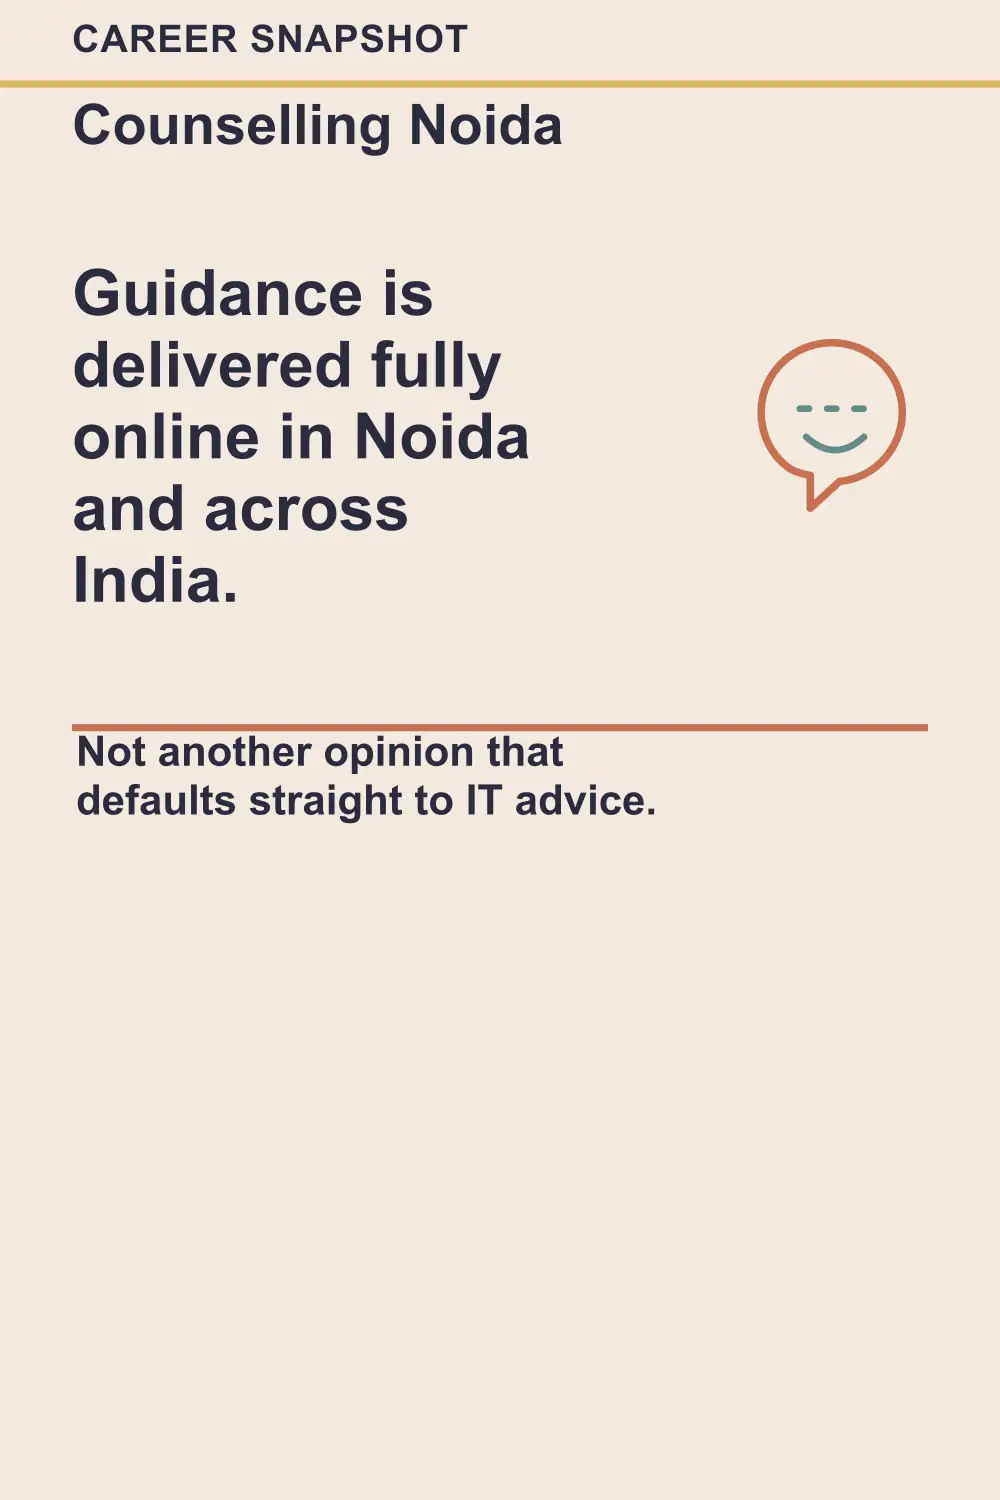 CAREER SNAPSHOT
Counselling Noida
Guidance is
delivered fully
online in Noida
and across
India.
Not another opinion that
defaults straight to IT advice.